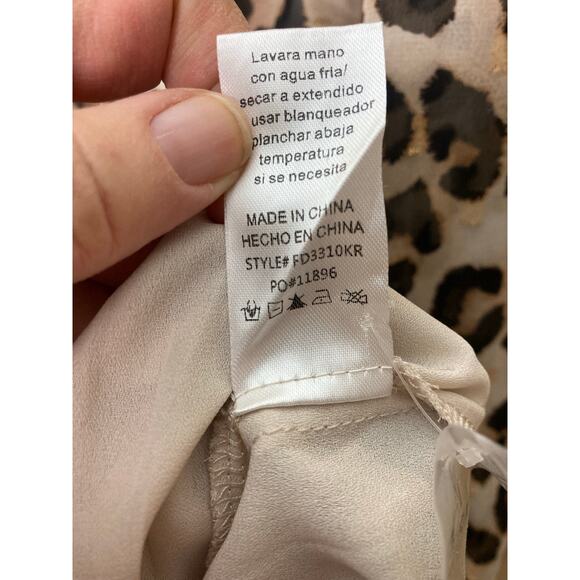 Lavara mano
con agua fria/
secar a extendido
usar blanqueador
planchar abaja
temperatura
si se necesita
MADE IN CHINA
HECHO EN CHINA
STYLE# FD3310KR
PO#11896